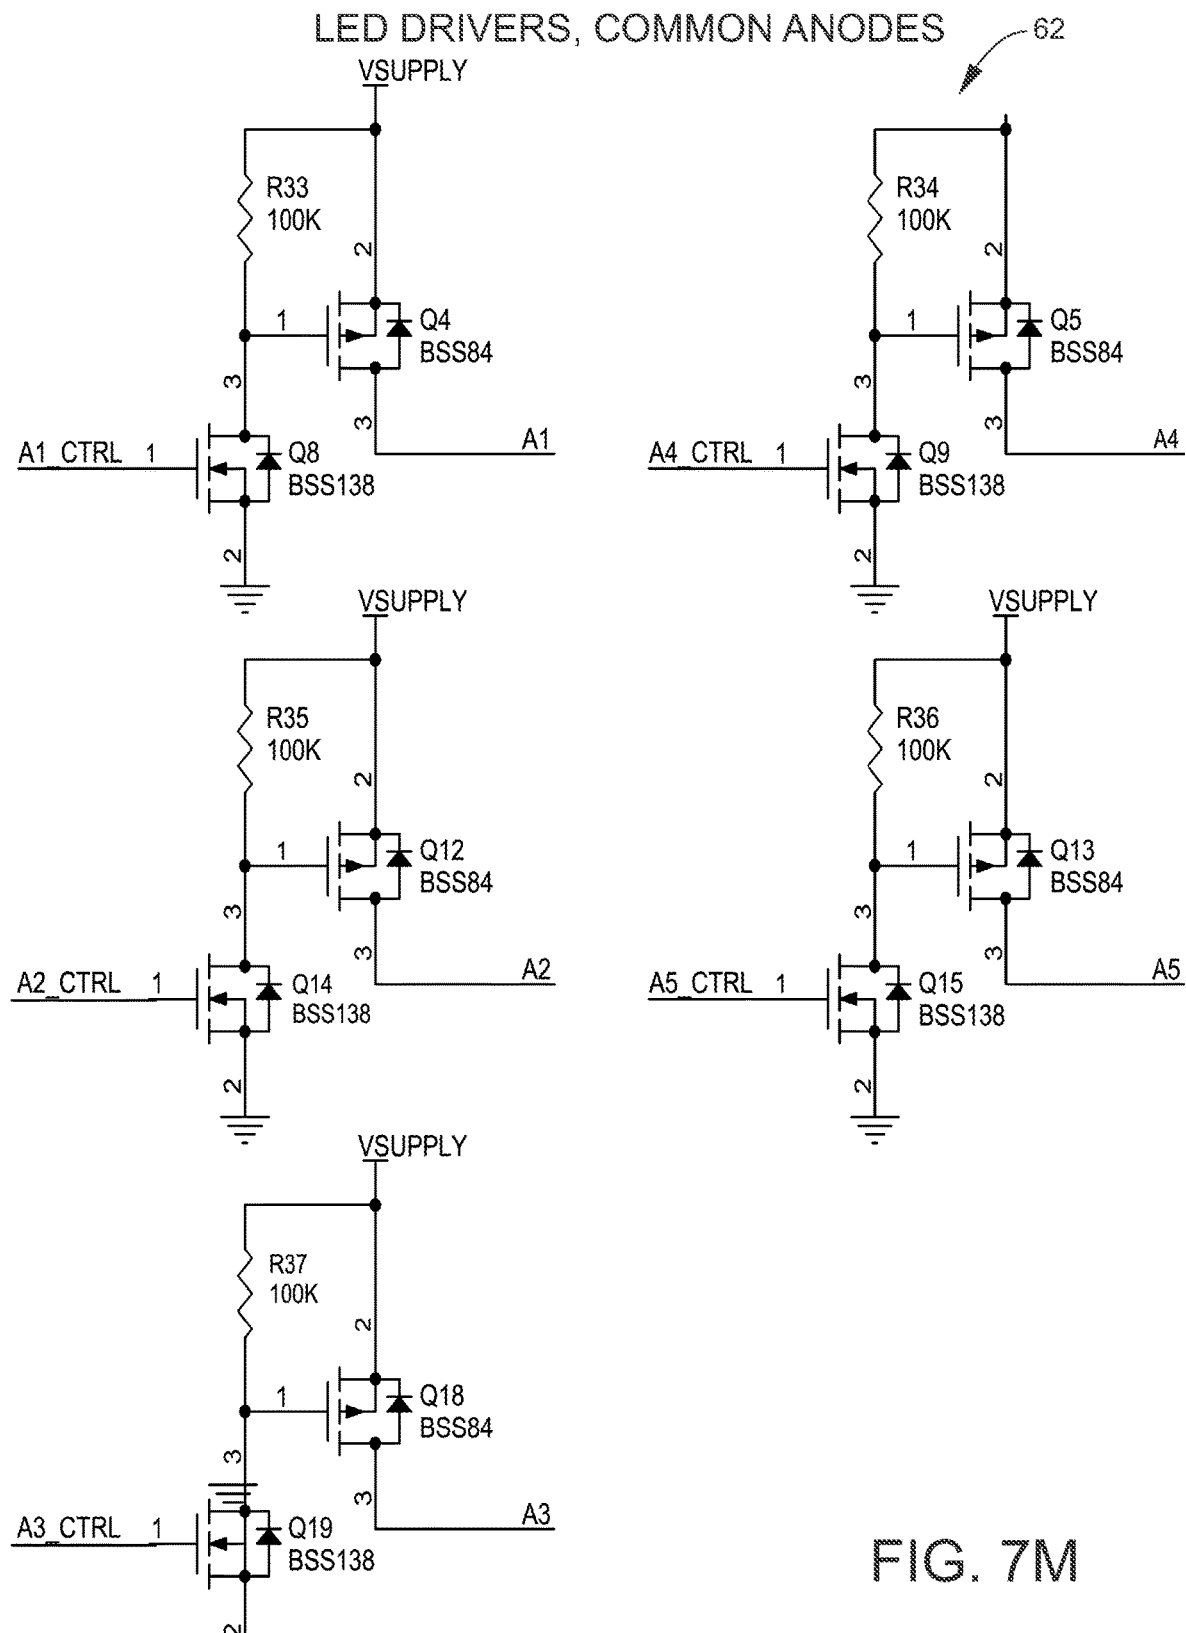 LED DRIVERS, COMMON ANODES
62
VSUPPLY
R33
100K
2
1
Q4
BSS84
3
3
A1
A1_CTRL
1
Q8
BSS138
2
R34
100K
2
1
Q5
BSS84
3
3
A4
A4_CTRL
1
Q9
BSS138
2
VSUPPLY
R35
100K
2
1
Q12
BSS84
3
3
A2
A2_CTRL
1
Q14
BSS138
2
VSUPPLY
R36
100K
2
1
Q13
BSS84
3
3
A5
A5_CTRL
1
Q15
BSS138
2
VSUPPLY
R37
100K
2
1
Q18
BSS84
3
3
A3
A3_CTRL
1
Q19
BSS138
2
FIG. 7M